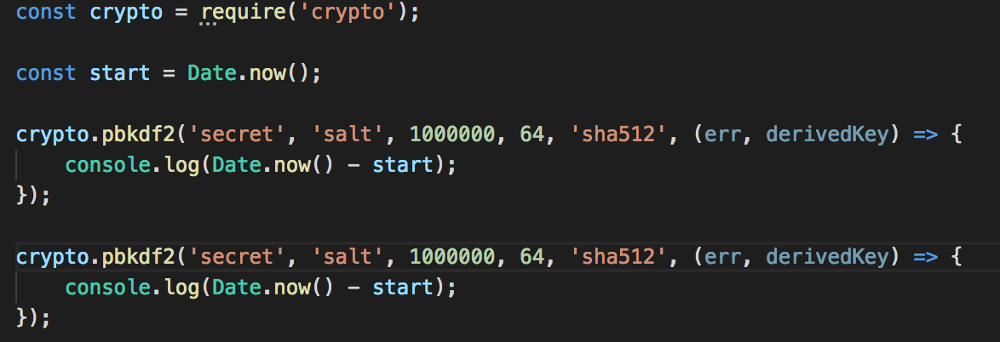 const crypto = require('crypto');
const start = Date.now();
crypto.pbkdf2('secret', 'salt', 1000000, 64, 'sha512', (err, derivedKey) => {
    console.log(Date.now() - start);
});
crypto.pbkdf2('secret', 'salt', 1000000, 64, 'sha512', (err, derivedKey) => {
    console.log(Date.now() - start);
});